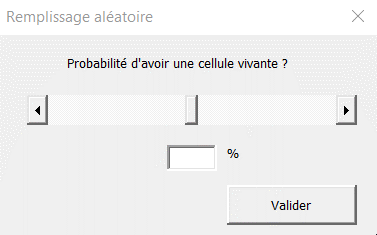 Remplissage aléatoire
Probabilité d'avoir une cellule vivante ?
%
Valider